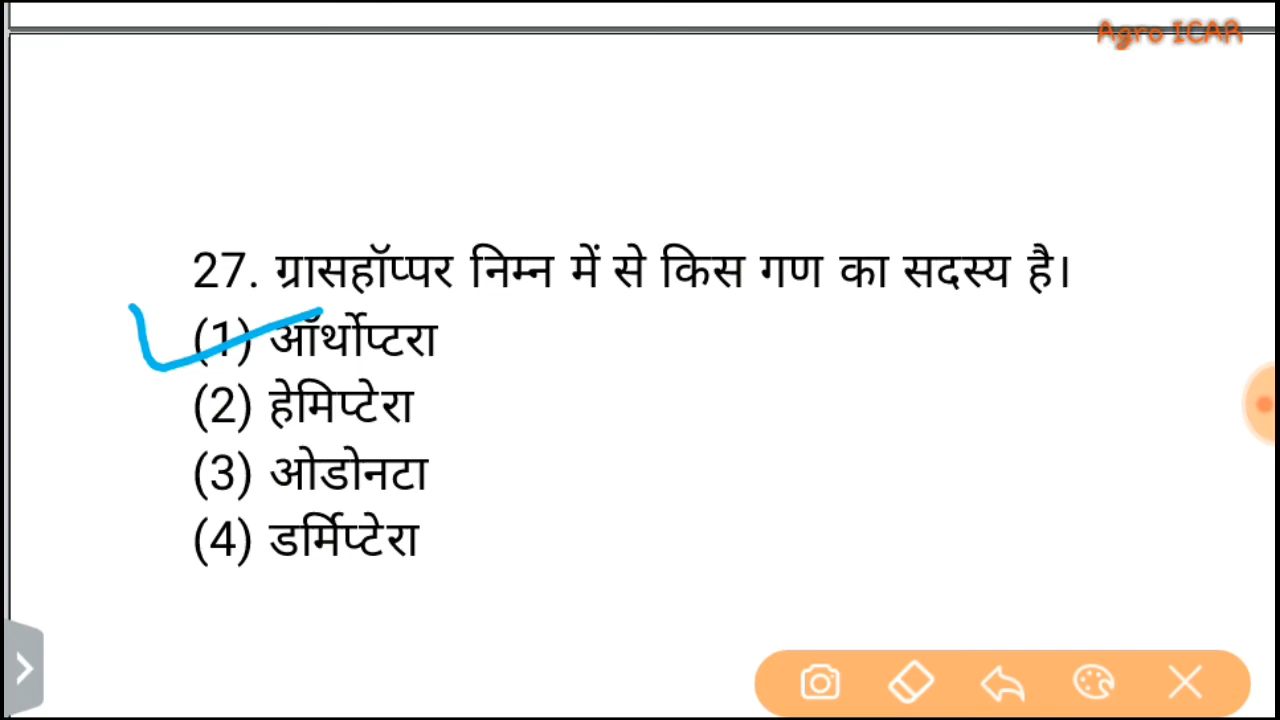 Agro ICAR
27. ग्रासहॉप्पर निम्न में से किस गण का सदस्य है।
(1) ऑर्थोप्टरा
(2) हेमिप्टेरा
(3) ओडोनटा
(4) डर्मिप्टेरा